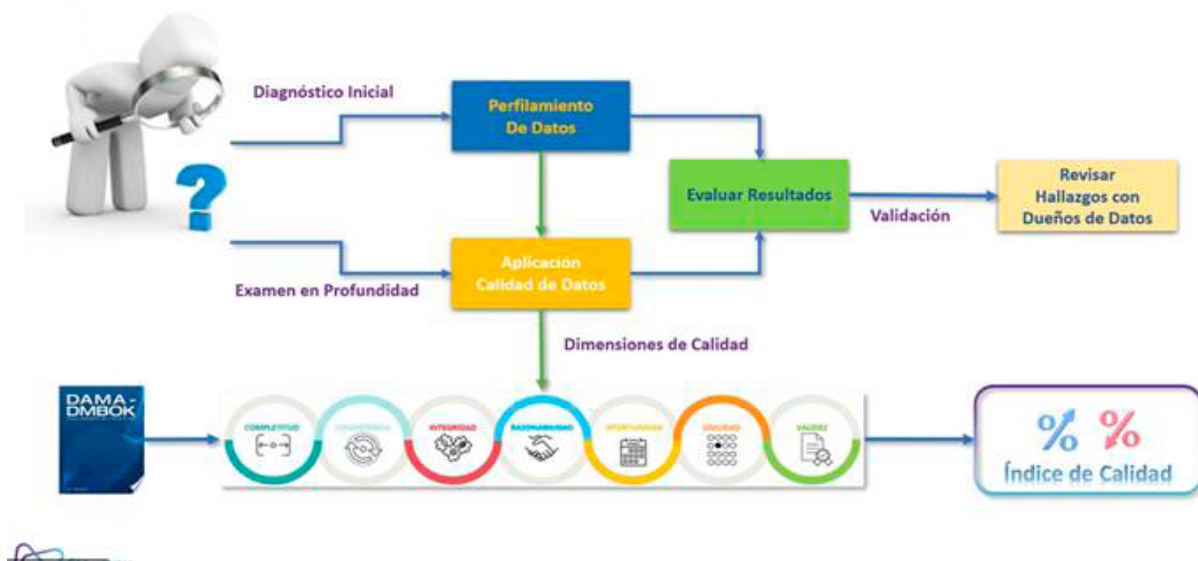 Diagnóstico Inicial
Perfilamiento
De Datos
?
Evaluar Resultados
Validación
Revisar
Hallazgos con
Dueños de Datos
Aplicación
Calidad de Datos
Examen en Profundidad
Dimensiones de Calidad
DAMA-
DMBOK
COMPLETITUD
CONSISTENCIA
INTEGRIDAD
RAZONABILIDAD
OPORTUNIDAD
UNICIDAD
VALIDEZ
% %
Índice de Calidad